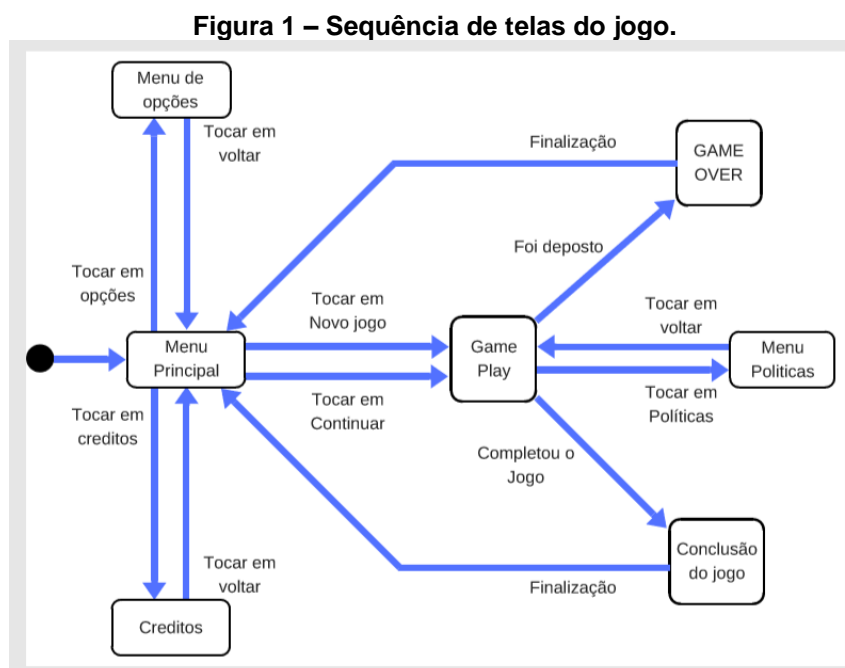 Figura 1 – Sequência de telas do jogo.
Menu de
opções
Tocar em
voltar
Finalização
GAME
OVER
Foi deposto
Tocar em
opções
Tocar em
Novo jogo
Tocar em
voltar
Menu
Principal
Game
Play
Menu
Politicas
Tocar em
creditos
Tocar em
Continuar
Tocar em
Políticas
Completou o
Jogo
Tocar em
voltar
Finalização
Conclusão
do jogo
Creditos